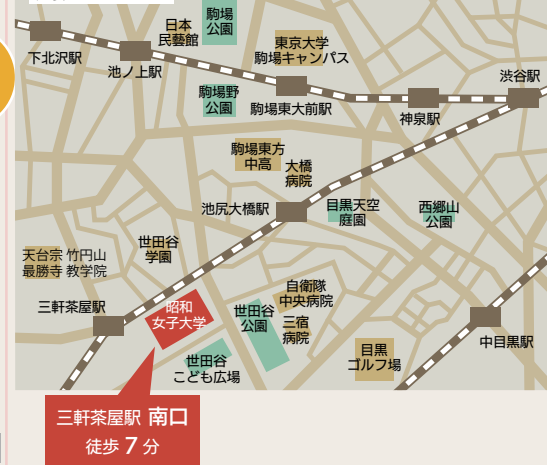 日本
民藝館
駒場
公園
東京大学
駒場キャンパス
下北沢駅
池ノ上駅
渋谷駅
駒場野
公園
駒場東大前駅
神泉駅
駒場東方
中高
大橋
病院
池尻大橋駅
目黒天空
庭園
西郷山
公園
世田谷
学園
天台宗 竹円山
最勝寺 教学院
自衛隊
中央病院
三軒茶屋駅
昭和
女子大学
世田谷
公園
三宿
病院
中目黒駅
目黒
ゴルフ場
世田谷
こども広場
三軒茶屋駅 南口
徒歩 7 分